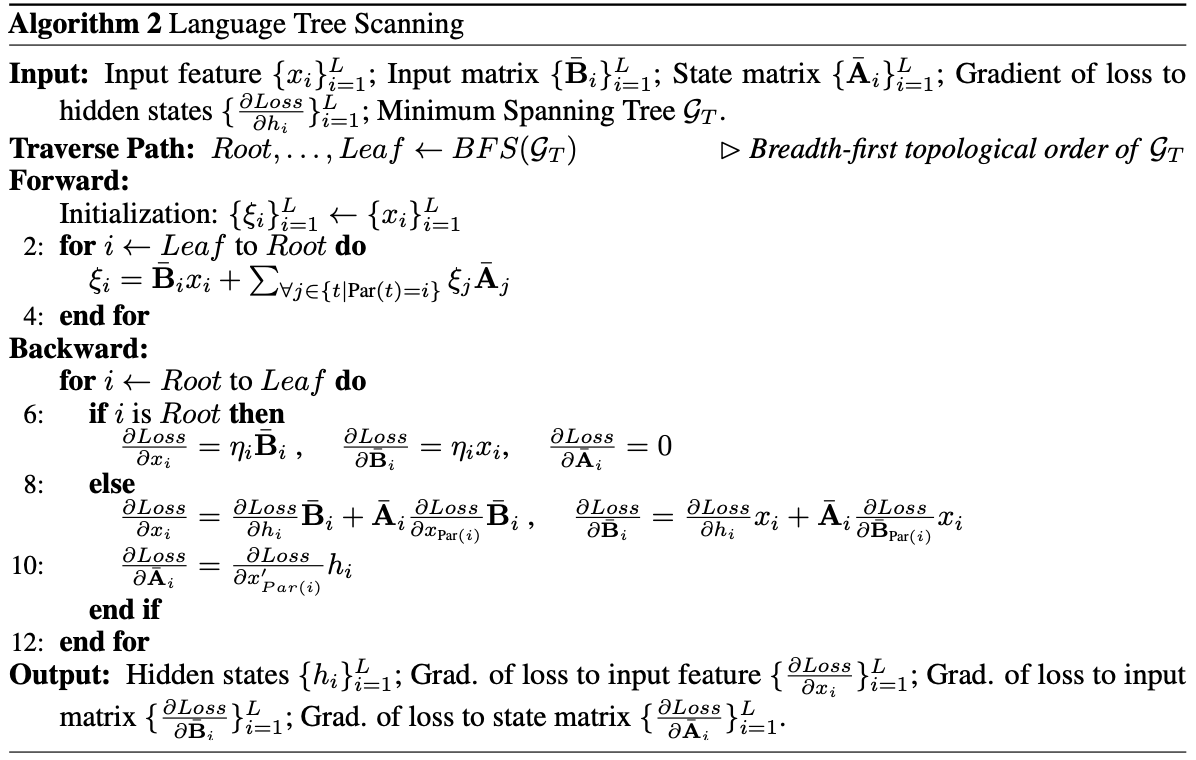 Algorithm 2 Language Tree Scanning
Input: Input feature $\{x_i\}_{i=1}^{L}$; Input matrix $\{\bar{\mathbf{B}}_i\}_{i=1}^{L}$; State matrix $\{\bar{\mathbf{A}}_i\}_{i=1}^{L}$; Gradient of loss to
hidden states $\{\frac{\partial Loss}{\partial h_i}\}_{i=1}^{L}$; Minimum Spanning Tree $\mathcal{G}_T$.
Traverse Path: $Root, \ldots, Leaf \leftarrow BFS(\mathcal{G}_T)$ ▷ Breadth-first topological order of $\mathcal{G}_T$
Forward:
Initialization: $\{\xi_i\}_{i=1}^{L} \leftarrow \{x_i\}_{i=1}^{L}$
2: for $i \leftarrow Leaf$ to $Root$ do
$\xi_i = \bar{\mathbf{B}}_i x_i + \sum_{\forall j \in \{t | \text{Par}(t) = i\}} \xi_j \bar{\mathbf{A}}_j$
4: end for
Backward:
for $i \leftarrow Root$ to $Leaf$ do
6: if $i$ is $Root$ then
$\frac{\partial Loss}{\partial x_i} = \eta_i \bar{\mathbf{B}}_i$ , $\frac{\partial Loss}{\partial \bar{\mathbf{B}}_i} = \eta_i x_i$, $\frac{\partial Loss}{\partial \bar{\mathbf{A}}_i} = 0$
8: else
$\frac{\partial Loss}{\partial x_i} = \frac{\partial Loss}{\partial h_i} \bar{\mathbf{B}}_i + \bar{\mathbf{A}}_i \frac{\partial Loss}{\partial x_{\text{Par}(i)}} \bar{\mathbf{B}}_i$ , $\frac{\partial Loss}{\partial \bar{\mathbf{B}}_i} = \frac{\partial Loss}{\partial h_i} x_i + \bar{\mathbf{A}}_i \frac{\partial Loss}{\partial \bar{\mathbf{B}}_{\text{Par}(i)}} x_i$
10: $\frac{\partial Loss}{\partial \bar{\mathbf{A}}_i} = \frac{\partial Loss}{\partial x'_{Par(i)}} h_i$
end if
12: end for
Output: Hidden states $\{h_i\}_{i=1}^{L}$; Grad. of loss to input feature $\{\frac{\partial Loss}{\partial x_i}\}_{i=1}^{L}$; Grad. of loss to input
matrix $\{\frac{\partial Loss}{\partial \bar{\mathbf{B}}_i}\}_{i=1}^{L}$; Grad. of loss to state matrix $\{\frac{\partial Loss}{\partial \bar{\mathbf{A}}_i}\}_{i=1}^{L}$.